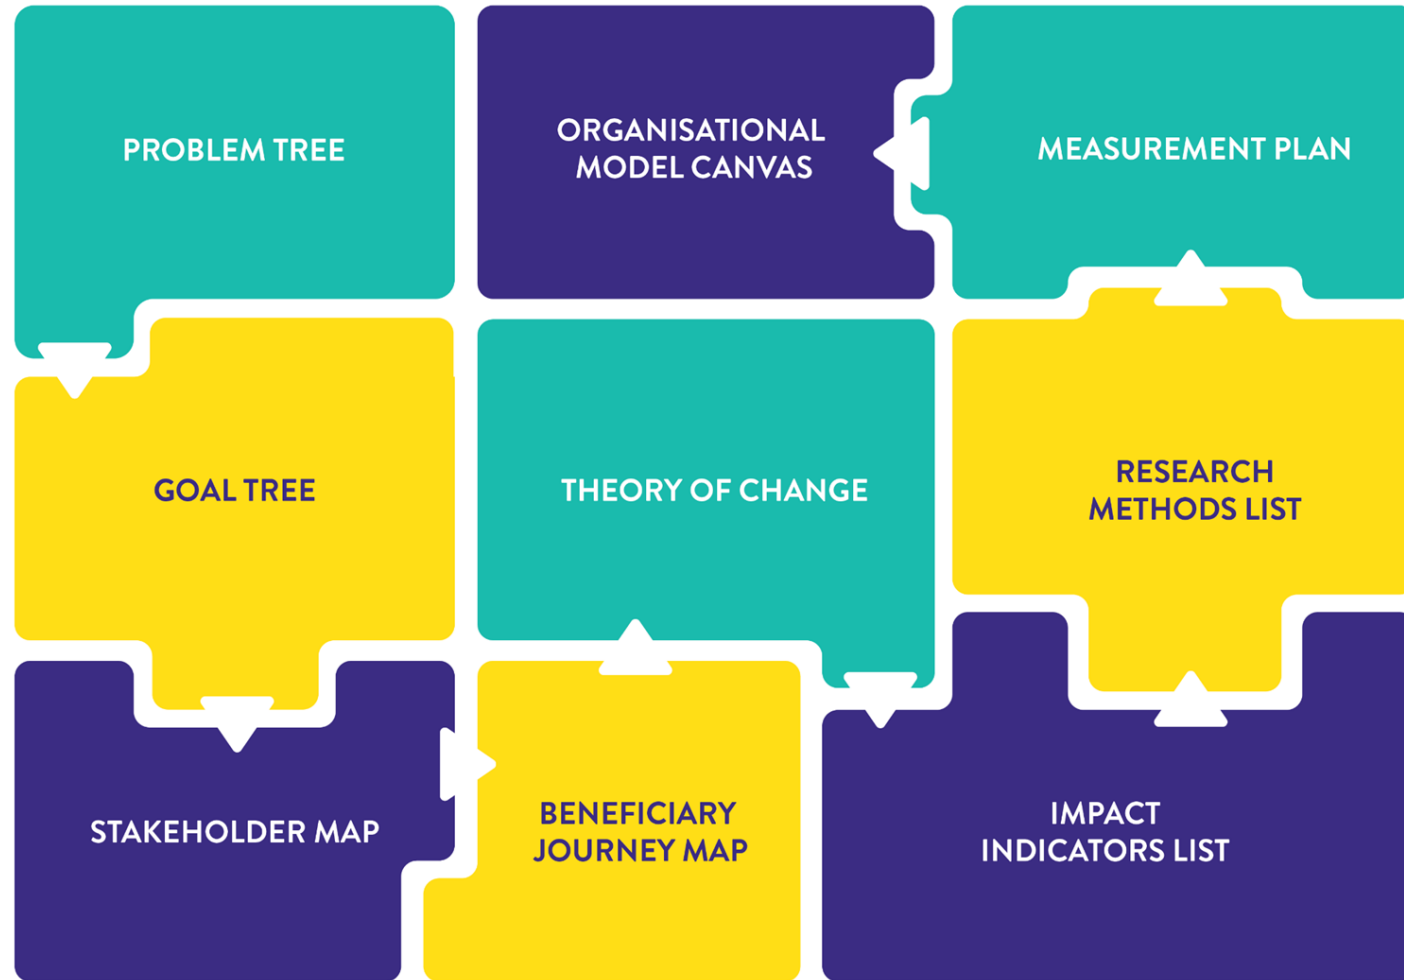 PROBLEM TREE
ORGANISATIONAL
MODEL CANVAS
MEASUREMENT PLAN
GOAL TREE
THEORY OF CHANGE
RESEARCH
METHODS LIST
STAKEHOLDER MAP
BENEFICIARY
JOURNEY MAP
IMPACT
INDICATORS LIST